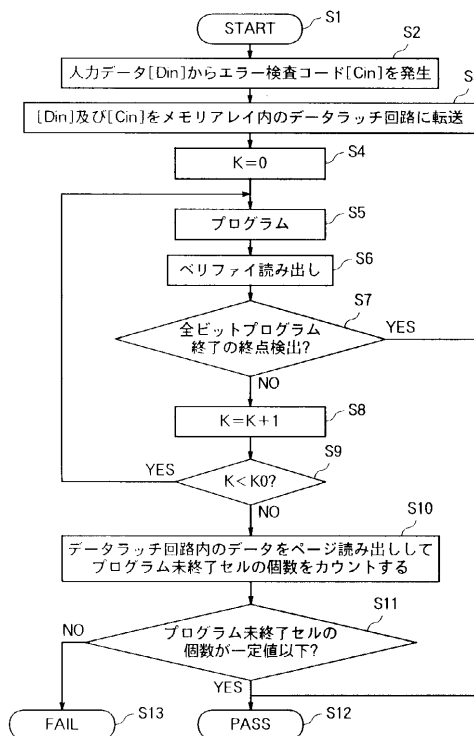 START
S1
S2
人力データ[Din]からエラー検査コード[Cin]を発生
S
[Din]及び[Cin]をメモリアレイ内のデータラッチ回路に転送
K=0
S4
プログラム
S5
ベリファイ読み出し
S6
S7
全ビットプログラム
終了の終点検出?
YES
NO
K=K+1
S8
S9
YES
K<K0?
NO
S10
データラッチ回路内のデータをページ読み出しして
プログラム未終了セルの個数をカウントする
S11
NO
プログラム未終了セルの
個数が一定値以下?
YES
FAIL
S13
PASS
S12